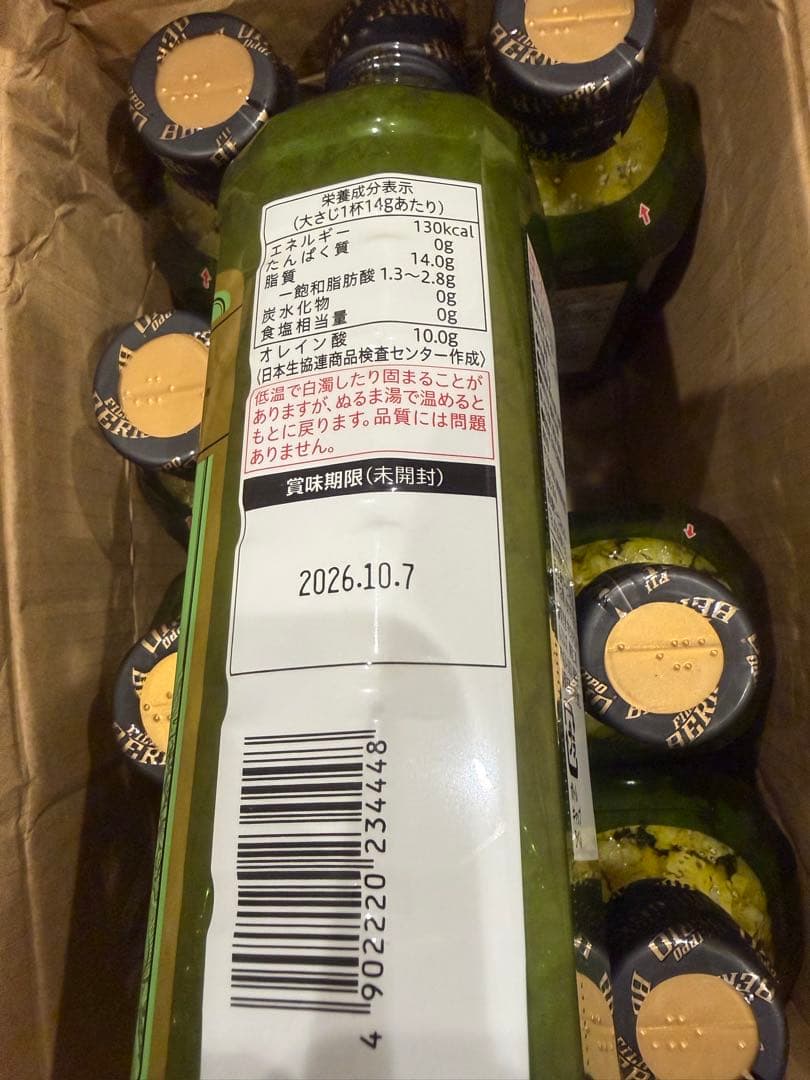 栄養成分表示
(大さじ1杯14gあたり)
エネルギー 130kcal
たんぱく質 0g
脂質 14.0g
ー飽和脂肪酸 1.3〜2.8g
炭水化物 0g
食塩相当量 0g
オレイン酸 10.0g
〈日本生協連商品検査センター作成〉
低温で白濁したり固まることが
ありますが、ぬるま湯で温めると
もとに戻ります。品質には問題
ありません。
賞味期限(未開封)
2026.10.7
4 902220 234448